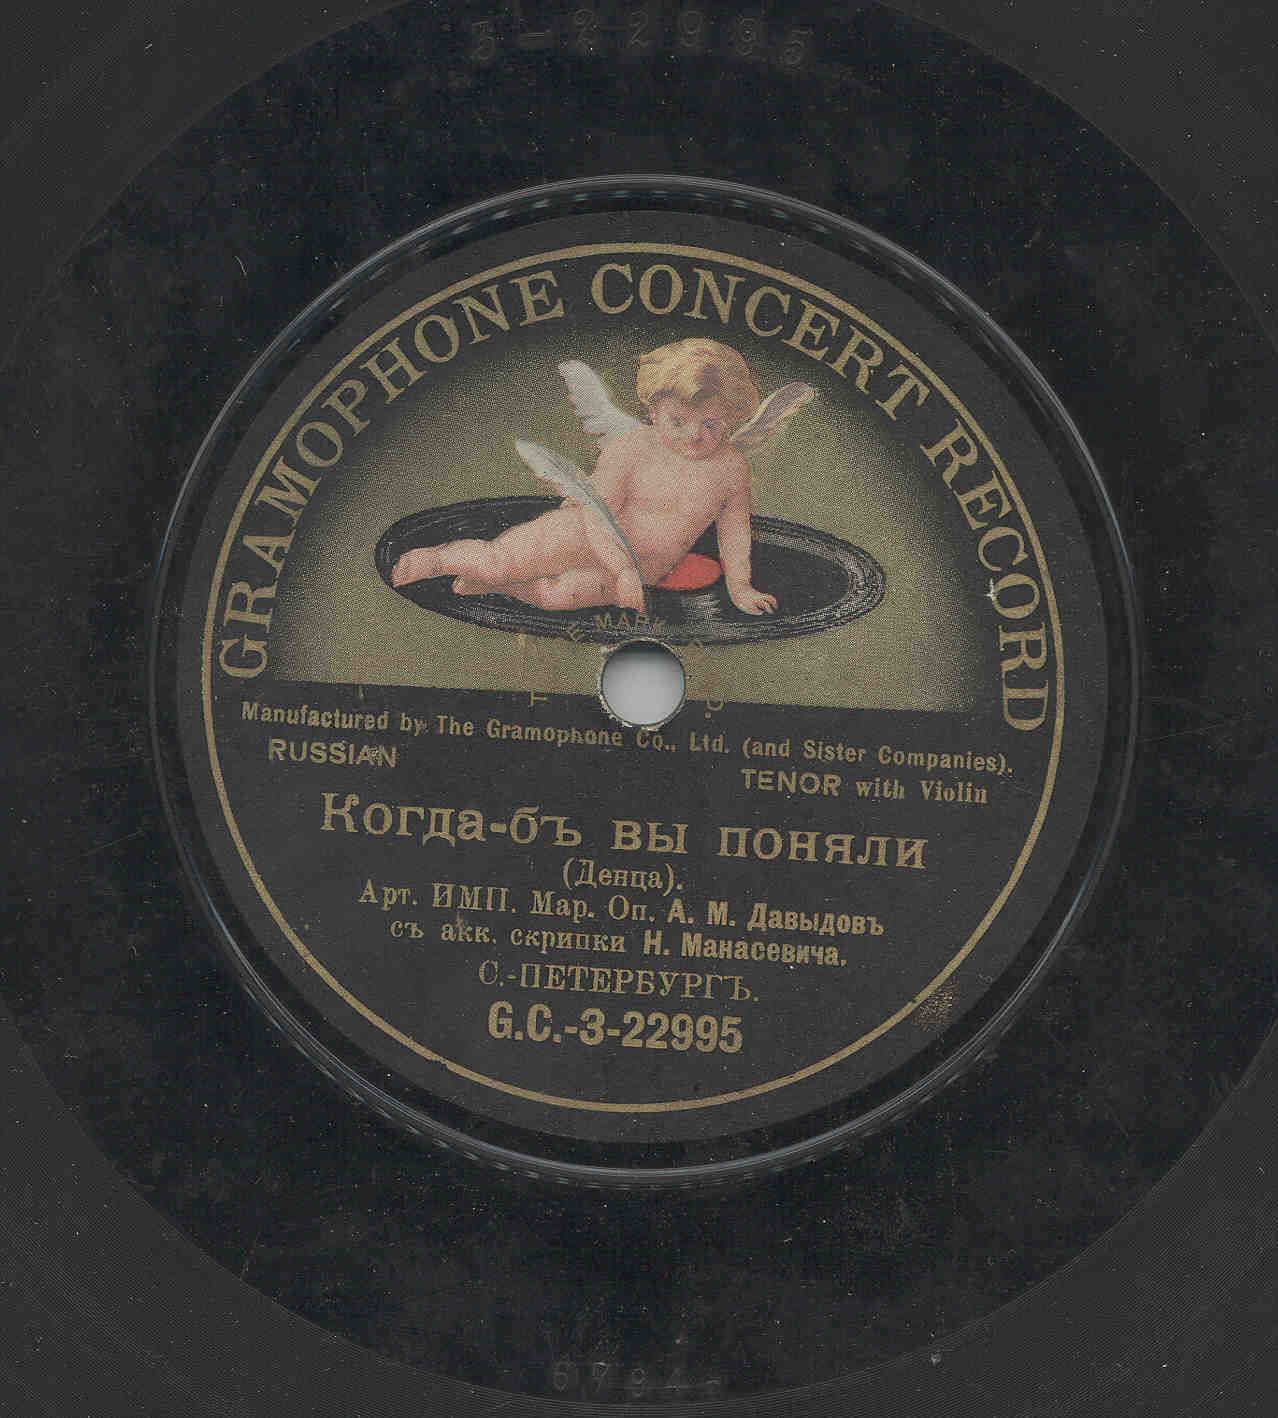 3-22995
GRAMOPHONE CONCERT RECORD
E MARK
Manufactured by The Gramophone Co., Ltd. (and Sister Companies).
RUSSIAN
TENOR with Violin
Когда-бъ вы поняли
(Денца).
Арт. ИМП. Мар. Оп. А. М. Давыдовъ
съ акк. скрипки Н. Манасевича.
С.-ПЕТЕРБУРГЪ.
G.C.-3-22995